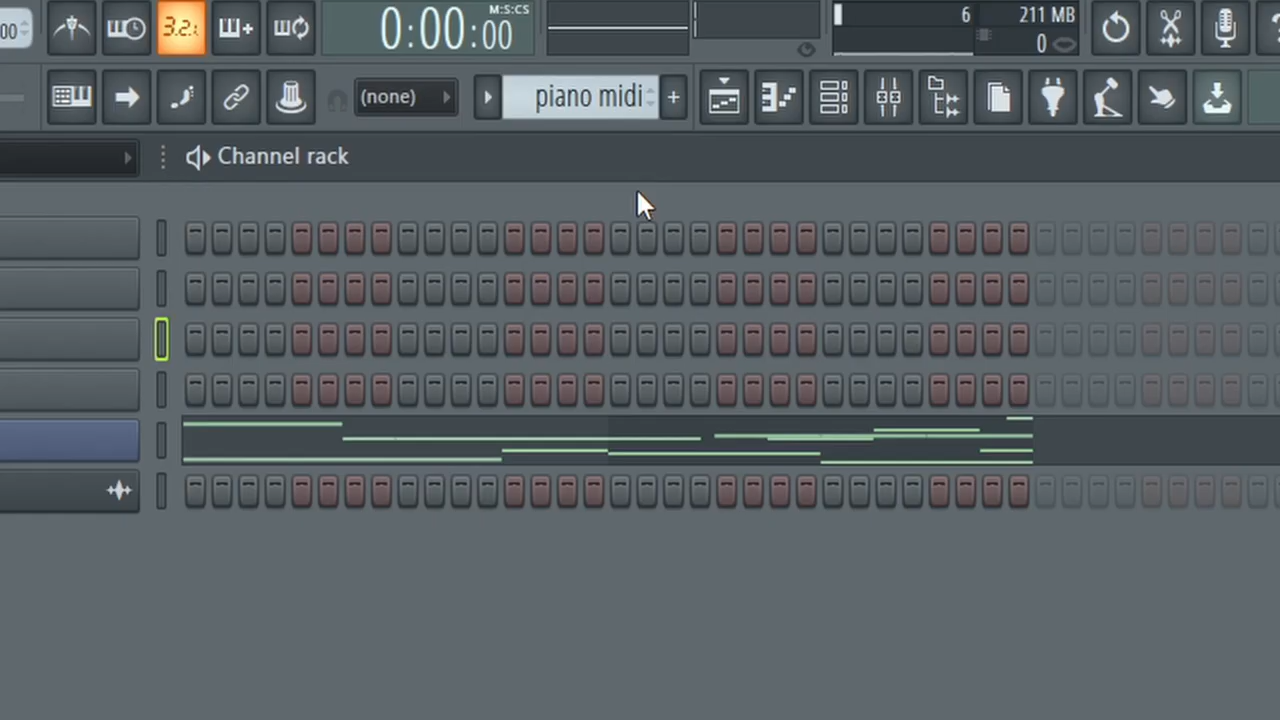 00
3.2.
0:00:00
M:S:CS
6
211 MB
0
(none)
piano midi
+
Channel rack